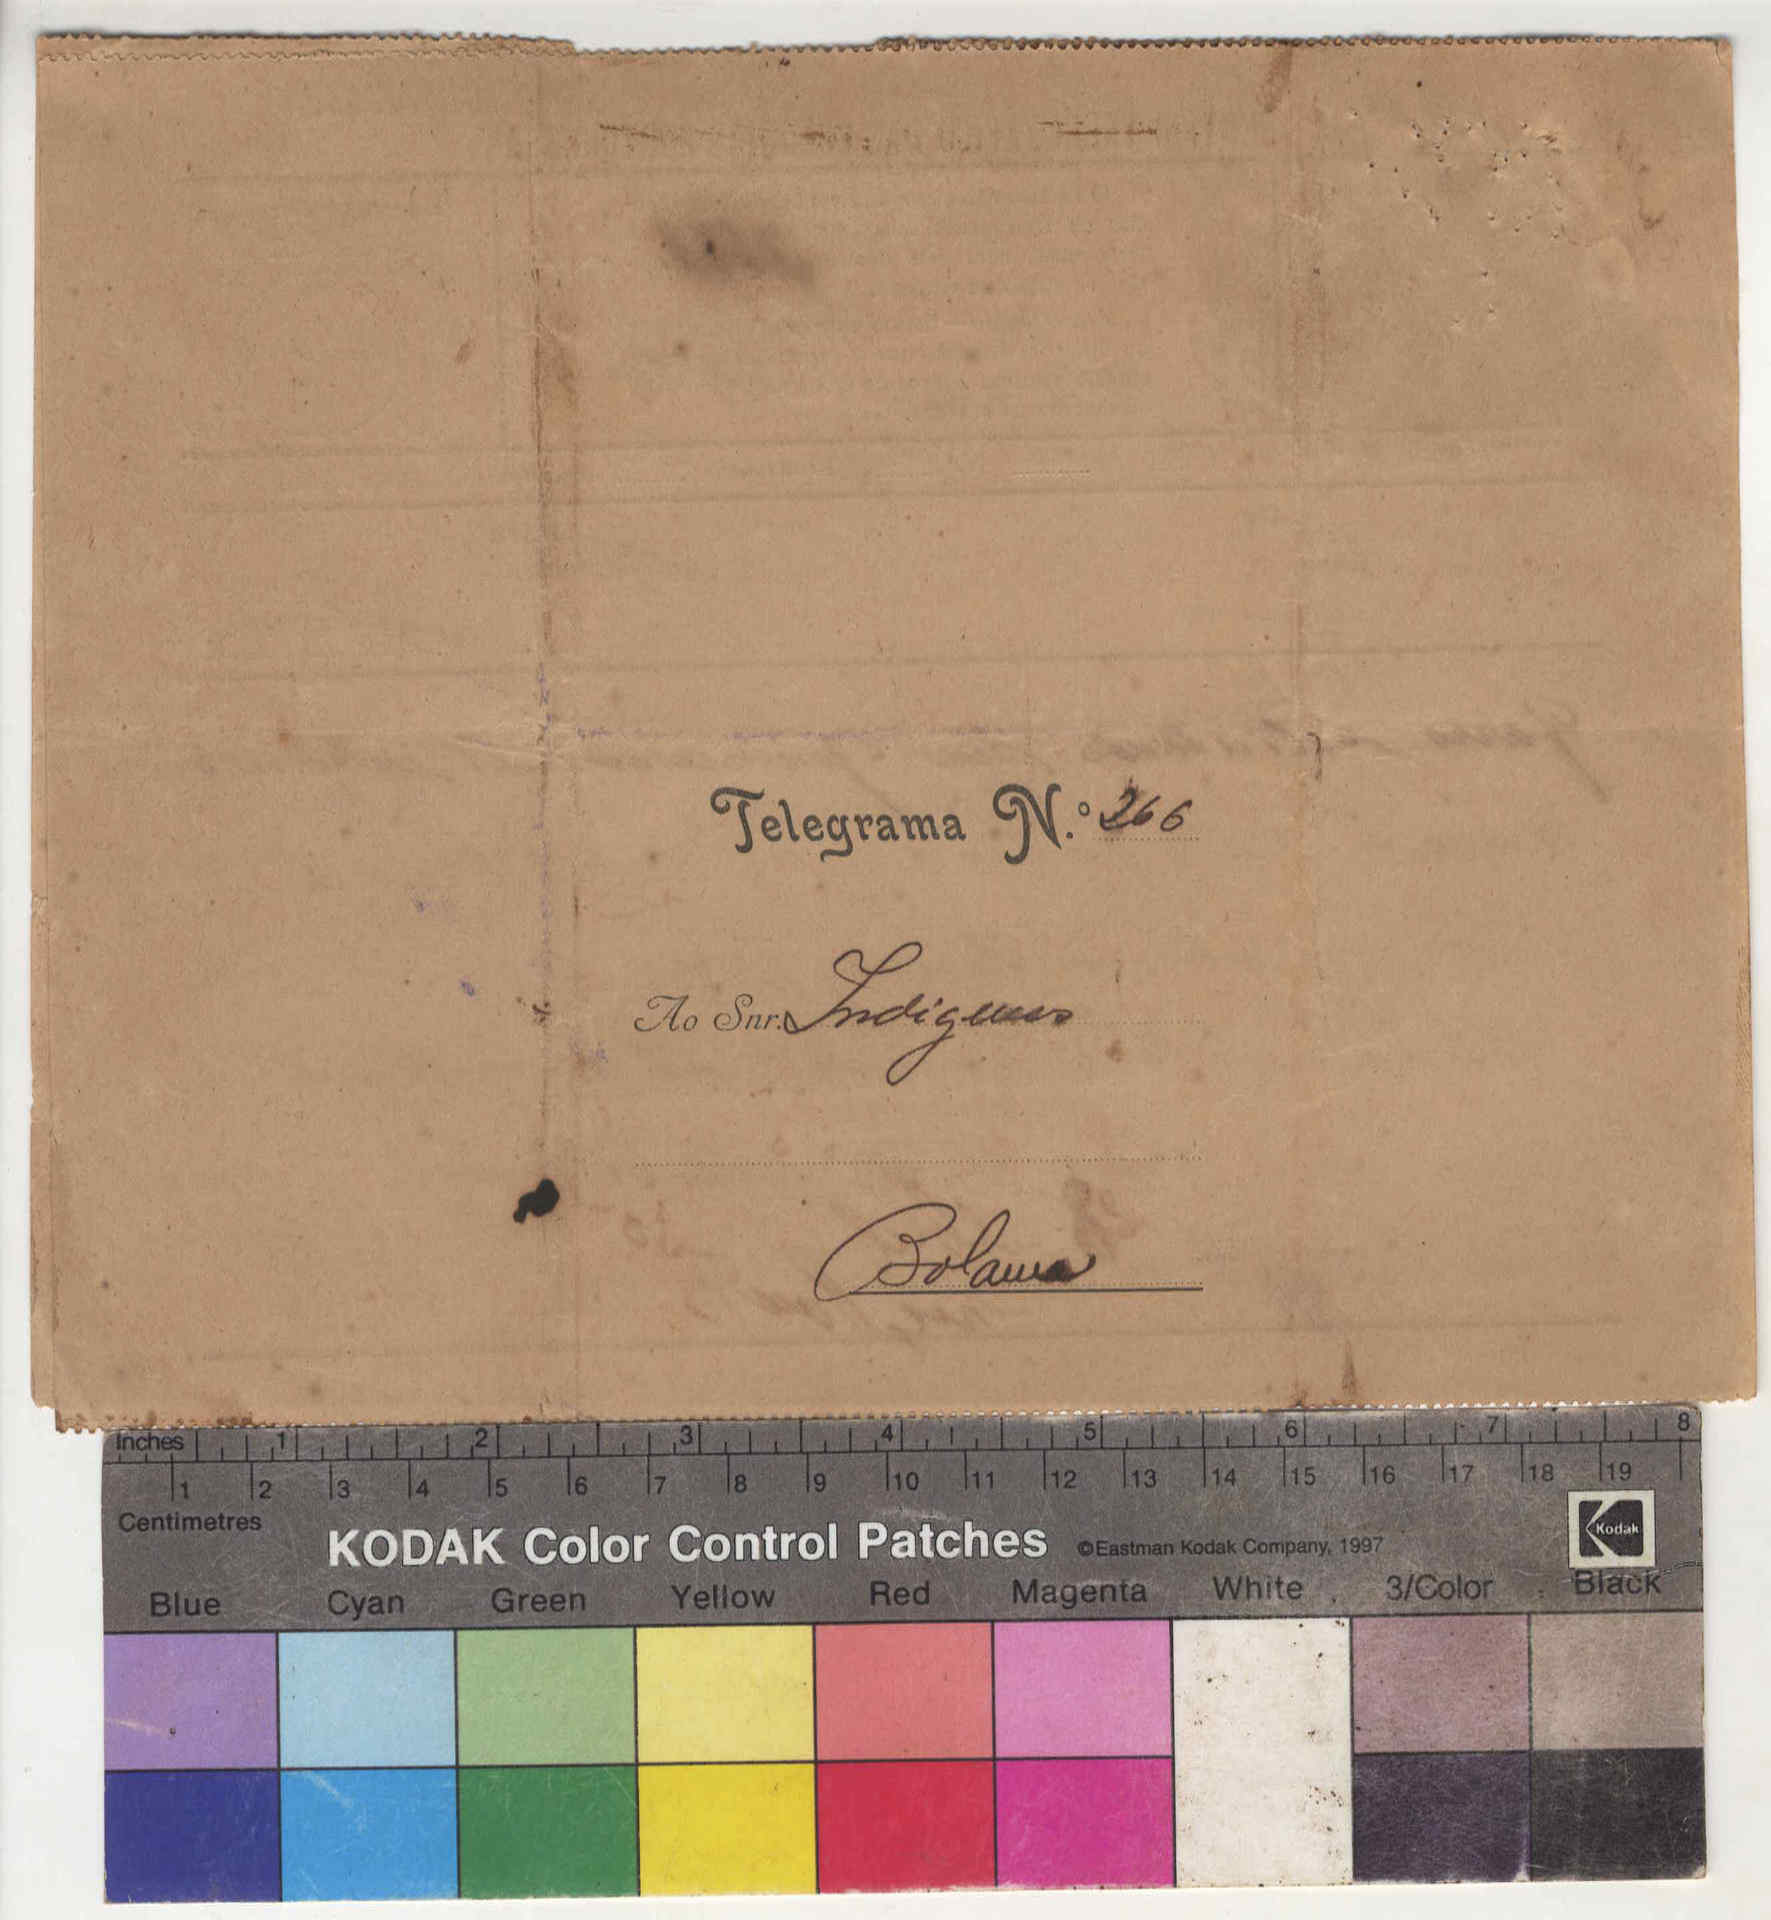 Telegrama N.º 266
Ao Snr. Indigenas
Bolama
Inches 1 2 3 4 5 6 7 8
1 2 3 4 5 6 7 8 9 10 11 12 13 14 15 16 17 18 19
Centimetres
KODAK Color Control Patches ©Eastman Kodak Company, 1997 Kodak
Blue Cyan Green Yellow Red Magenta White 3/Color Black